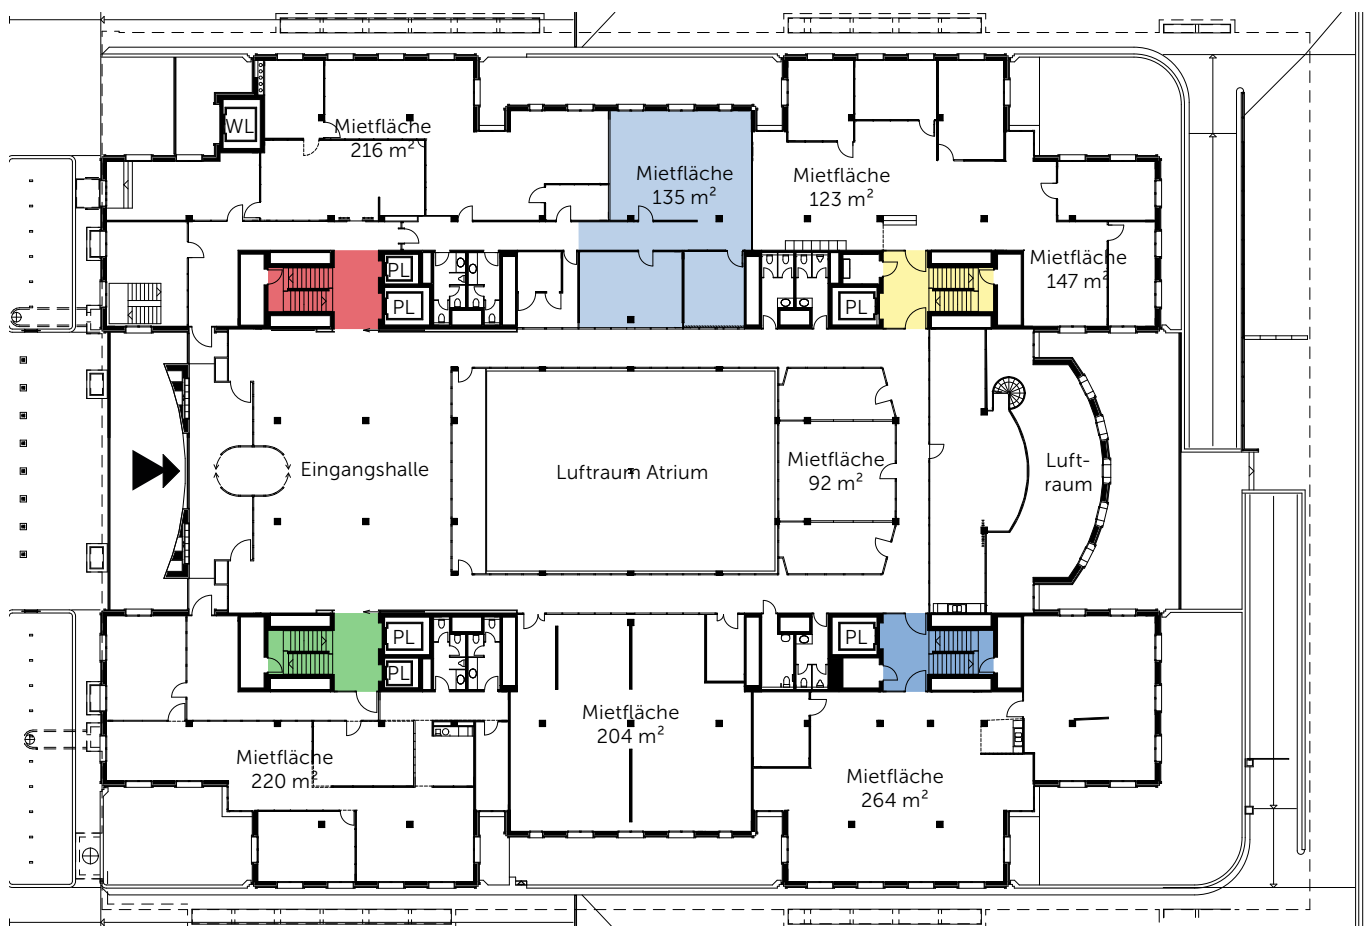 WL
Mietfläche
216 m²
Mietfläche
135 m²
Mietfläche
123 m²
Mietfläche
147 m²
PL
PL
PL
Eingangshalle
Luftraum Atrium
Mietfläche
92 m²
Luft-
raum
PL
PL
PL
Mietfläche
220 m²
Mietfläche
204 m²
Mietfläche
264 m²